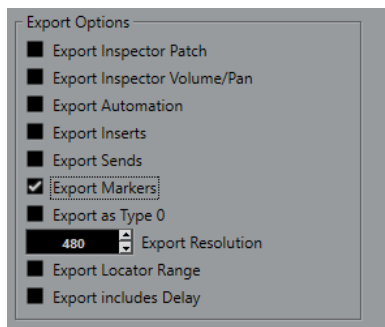 Export Options
Export Inspector Patch
Export Inspector Volume/Pan
Export Automation
Export Inserts
Export Sends
Export Markers
Export as Type 0
480 Export Resolution
Export Locator Range
Export includes Delay